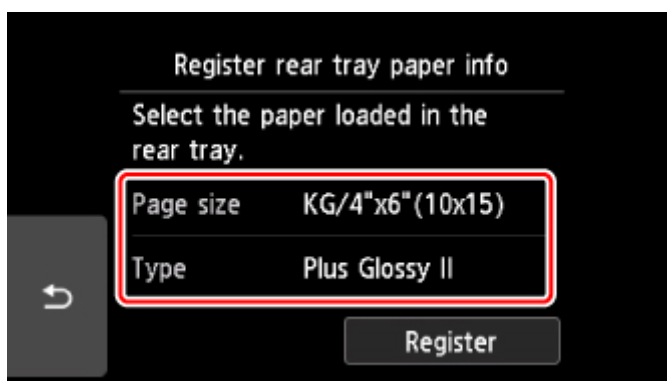 Register rear tray paper info
Select the paper loaded in the
rear tray.
Page size KG/4"x6"(10x15)
Type Plus Glossy II
Register